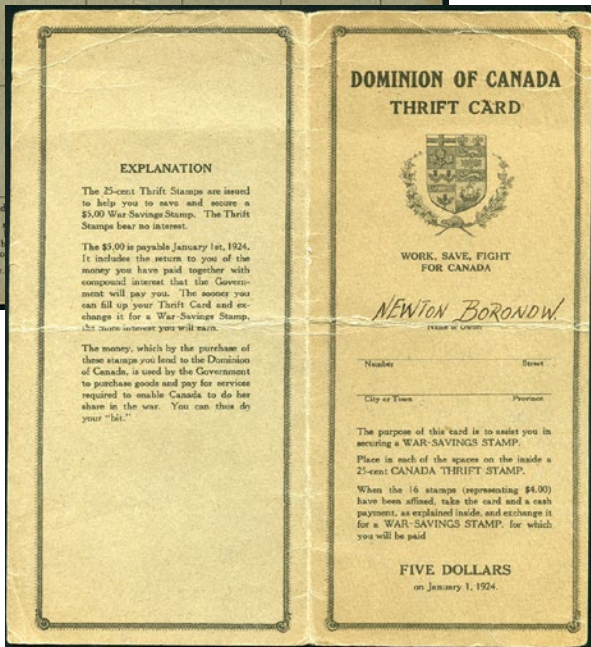 EXPLANATION
The 25-cent Thrift Stamps are issued
to help you to save and secure a
$5.00 War-Savings Stamp. The Thrift
Stamps bear no interest.
The $5.00 is payable January 1st, 1924.
It includes the return to you of the
money you have paid together with
compound interest that the Govern-
ment will pay you. The sooner you
can fill up your Thrift Card and ex-
change it for a War-Savings Stamp,
the more interest you will earn.
The money, which by the purchase of
these stamps you lend to the Dominion
of Canada, is used by the Government
to purchase goods and pay for services
required to enable Canada to do her
share in the war. You can thus do
your "bit."
DOMINION OF CANADA
THRIFT CARD
WORK, SAVE, FIGHT
FOR CANADA
NEWTON BORONOW.
Name of Owner
Number Street
City or Town Province
The purpose of this card is to assist you in
securing a WAR-SAVINGS STAMP.
Place in each of the spaces on the inside a
25-cent CANADA THRIFT STAMP.
When the 16 stamps (representing $4.00)
have been affixed, take the card and a cash
payment, as explained inside, and exchange it
for a WAR-SAVINGS STAMP, for which
you will be paid
FIVE DOLLARS
on January 1, 1924.